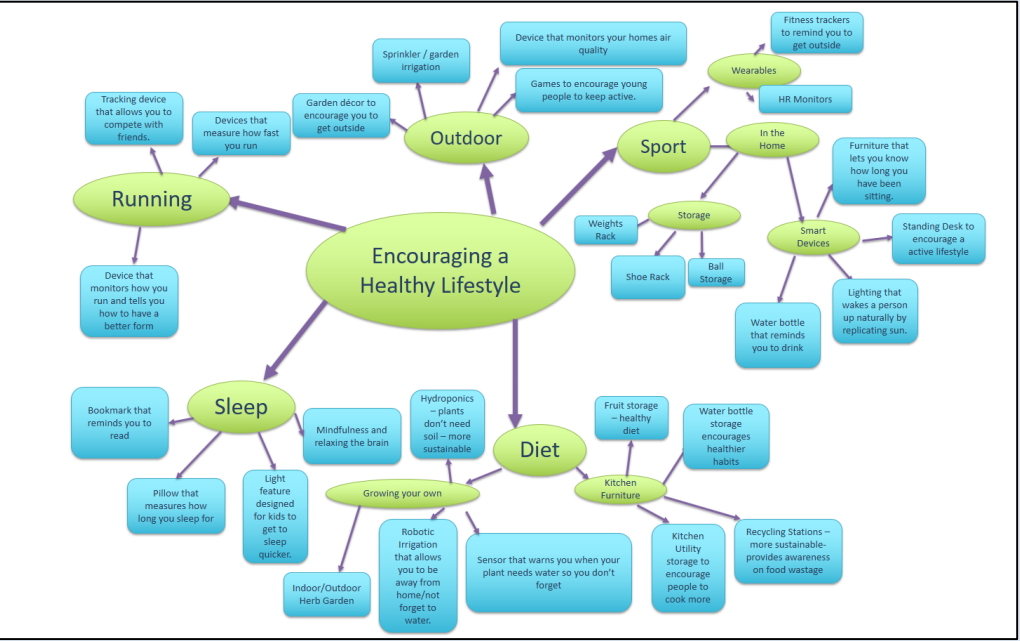 Encouraging a
Healthy Lifestyle
Running
Tracking device
that allows you to
compete with
friends.
Devices that
measure how fast
you run
Device that
monitors how you
run and tells you
how to have a
better form
Outdoor
Sprinkler / garden
irrigation
Garden décor to
encourage you to
get outside
Device that monitors your homes air
quality
Games to encourage young
people to keep active.
Sport
Wearables
Fitness trackers
to remind you to
get outside
HR Monitors
In the
Home
Storage
Weights
Rack
Shoe Rack
Ball
Storage
Smart
Devices
Furniture that
lets you know
how long you
have been
sitting.
Standing Desk to
encourage a
active lifestyle
Lighting that
wakes a person
up naturally by
replicating sun.
Water bottle
that reminds
you to drink
Sleep
Bookmark that
reminds you to
read
Pillow that
measures how
long you sleep for
Light
feature
designed
for kids to
get to
sleep
quicker.
Mindfulness and
relaxing the brain
Diet
Growing your own
Hydroponics
– plants
don’t need
soil – more
sustainable
Indoor/Outdoor
Herb Garden
Robotic
Irrigation
that allows
you to be
away from
home/not
forget to
water.
Sensor that warns you when your
plant needs water so you don’t
forget
Kitchen
Furniture
Fruit storage
– healthy
diet
Water bottle
storage
encourages
healthier
habits
Kitchen
Utility
storage to
encourage
people to
cook more
Recycling Stations –
more sustainable-
provides awareness
on food wastage